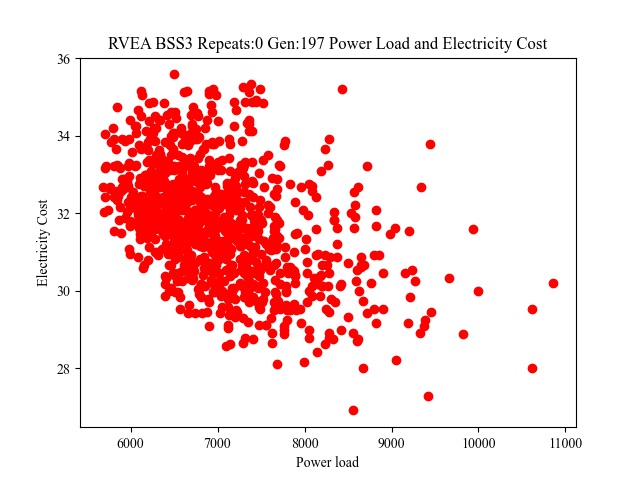 RVEA BSS3 Repeats:0 Gen:197 Power Load and Electricity Cost
36
34
32
30
28
Electricity Cost
6000 7000 8000 9000 10000 11000
Power load